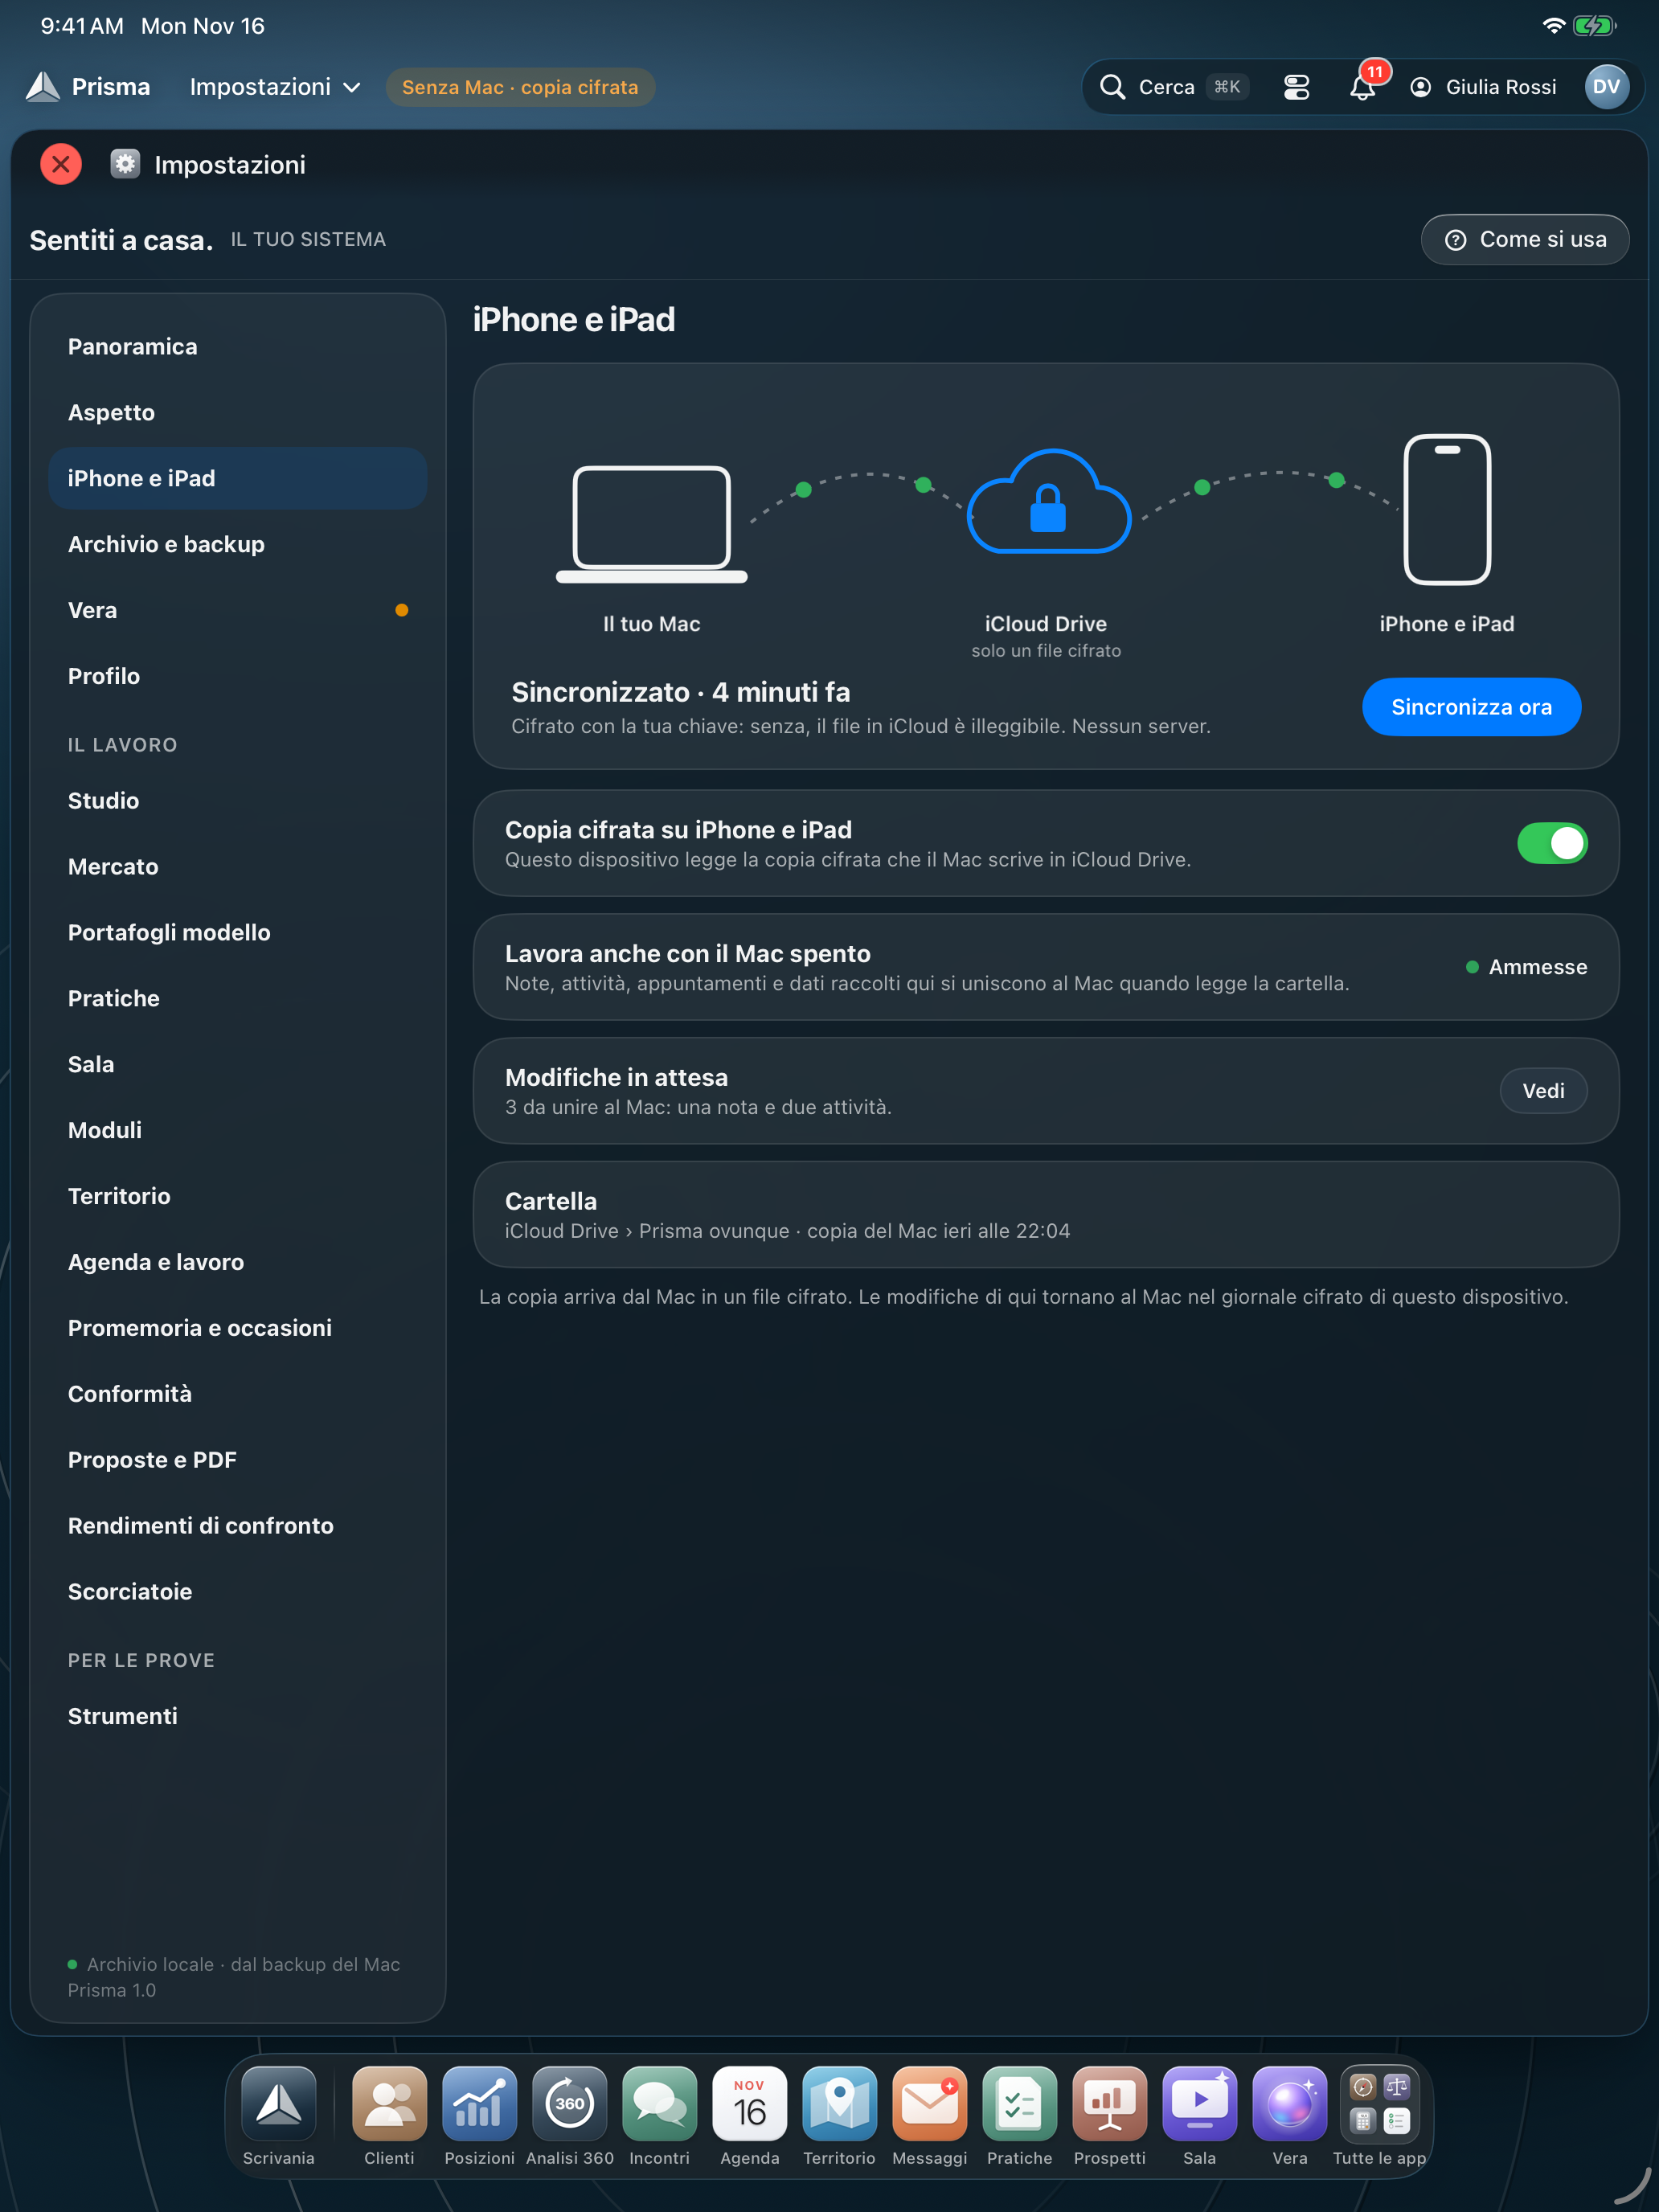 9:41 AM Mon Nov 16
Prisma Impostazioni Senza Mac · copia cifrata Cerca ⌘K 11 Giulia Rossi DV
Impostazioni
Sentiti a casa. IL TUO SISTEMA Come si usa
Panoramica
Aspetto
iPhone e iPad
Archivio e backup
Vera
Profilo
IL LAVORO
Studio
Mercato
Portafogli modello
Pratiche
Sala
Moduli
Territorio
Agenda e lavoro
Promemoria e occasioni
Conformità
Proposte e PDF
Rendimenti di confronto
Scorciatoie
PER LE PROVE
Strumenti
Archivio locale · dal backup del Mac
Prisma 1.0
iPhone e iPad
Il tuo Mac iCloud Drive iPhone e iPad
solo un file cifrato
Sincronizzato · 4 minuti fa
Cifrato con la tua chiave: senza, il file in iCloud è illeggibile. Nessun server.
Sincronizza ora
Copia cifrata su iPhone e iPad
Questo dispositivo legge la copia cifrata che il Mac scrive in iCloud Drive.
Lavora anche con il Mac spento
Note, attività, appuntamenti e dati raccolti qui si uniscono al Mac quando legge la cartella.
Ammesse
Modifiche in attesa
3 da unire al Mac: una nota e due attività.
Vedi
Cartella
iCloud Drive › Prisma ovunque · copia del Mac ieri alle 22:04
La copia arriva dal Mac in un file cifrato. Le modifiche di qui tornano al Mac nel giornale cifrato di questo dispositivo.
360
NOV
16
Scrivania Clienti Posizioni Analisi 360 Incontri Agenda Territorio Messaggi Pratiche Prospetti Sala Vera Tutte le app